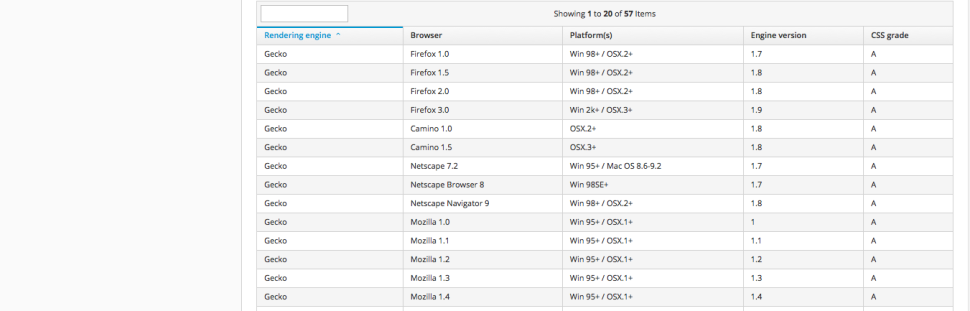 Showing 1 to 20 of 57 Items
Rendering engine ^ Browser Platform(s) Engine version CSS grade
Gecko Firefox 1.0 Win 98+ / OSX.2+ 1.7 A
Gecko Firefox 1.5 Win 98+ / OSX.2+ 1.8 A
Gecko Firefox 2.0 Win 98+ / OSX.2+ 1.8 A
Gecko Firefox 3.0 Win 2k+ / OSX.3+ 1.9 A
Gecko Camino 1.0 OSX.2+ 1.8 A
Gecko Camino 1.5 OSX.3+ 1.8 A
Gecko Netscape 7.2 Win 95+ / Mac OS 8.6-9.2 1.7 A
Gecko Netscape Browser 8 Win 98SE+ 1.7 A
Gecko Netscape Navigator 9 Win 98+ / OSX.2+ 1.8 A
Gecko Mozilla 1.0 Win 95+ / OSX.1+ 1 A
Gecko Mozilla 1.1 Win 95+ / OSX.1+ 1.1 A
Gecko Mozilla 1.2 Win 95+ / OSX.1+ 1.2 A
Gecko Mozilla 1.3 Win 95+ / OSX.1+ 1.3 A
Gecko Mozilla 1.4 Win 95+ / OSX.1+ 1.4 A